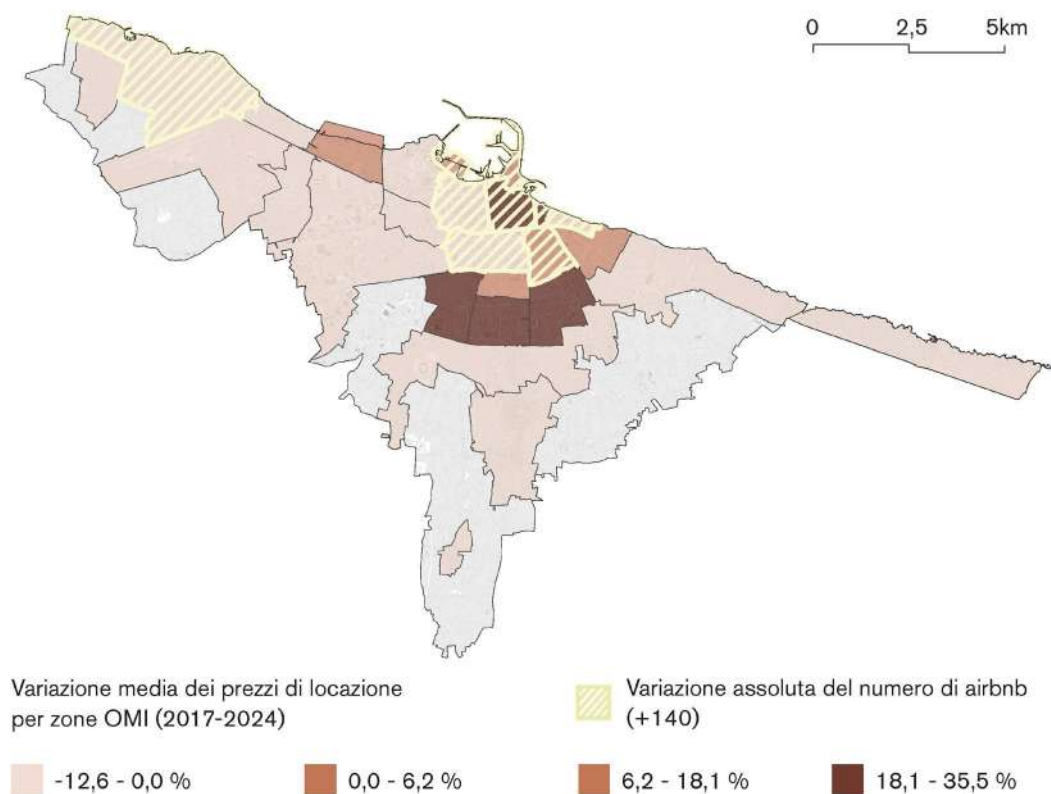 0 2,5 5km
Variazione media dei prezzi di locazione
per zone OMI (2017-2024)
Variazione assoluta del numero di airbnb
(+140)
-12,6 - 0,0 % 0,0 - 6,2 % 6,2 - 18,1 % 18,1 - 35,5 %